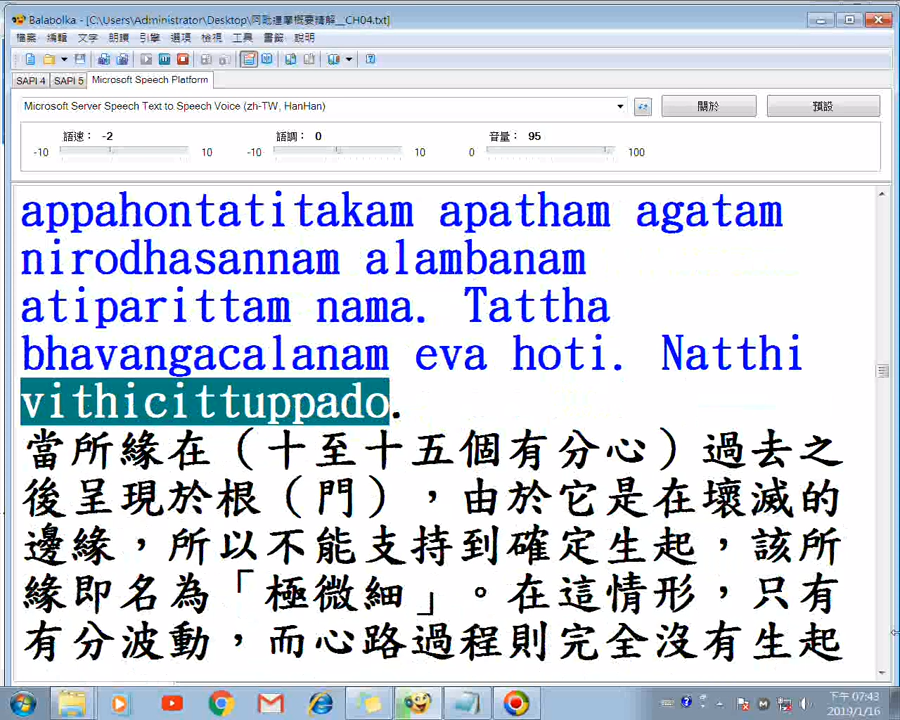 Balabolka - [C:\Users\Administrator\Desktop\阿毗達摩概要精解__CH04.txt]
檔案 編輯 文字 朗讀 引擎 選項 檢視 工具 書籤 說明
SAPI 4 SAPI 5 Microsoft Speech Platform
Microsoft Server Speech Text to Speech Voice (zh-TW, HanHan) 關於 預設
語速： -2 語調： 0 音量： 95
-10 10 -10 10 0 100
appahontatitakam apatham agatam
nirodhasannam alambanam
atiparittam nama. Tattha
bhavangacalanam eva hoti. Natthi
vithicittuppado.
當所緣在（十至十五個有分心）過去之
後呈現於根（門），由於它是在壞滅的
邊緣，所以不能支持到確定生起，該所
緣即名為「極微細」。在這情形，只有
有分波動，而心路過程則完全沒有生起
下午 07:43
2019/1/16